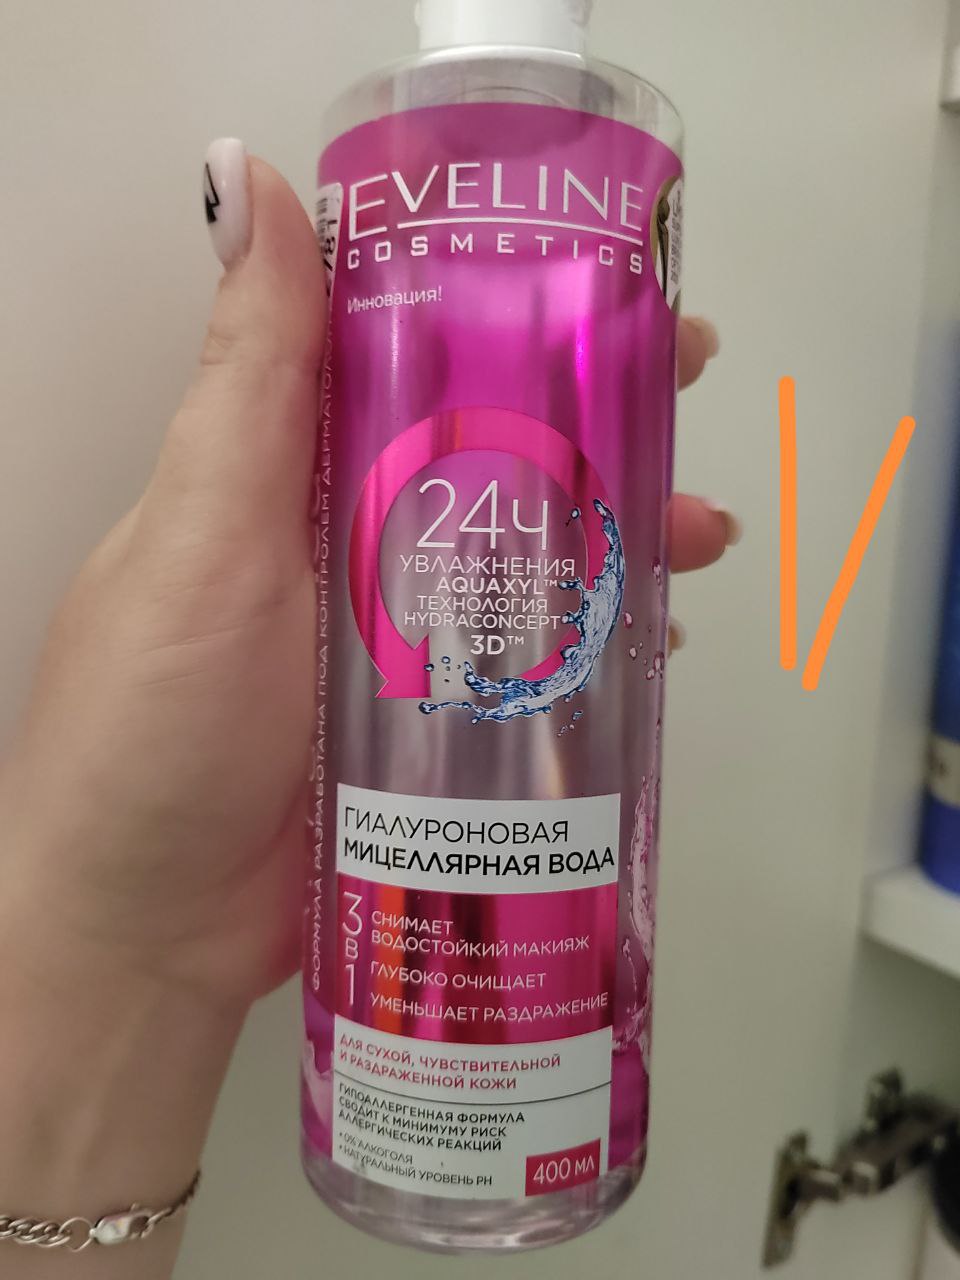 EVELINE
COSMETICS
Инновация!
24ч
УВЛАЖНЕНИЯ
AQUAXYL™
ТЕХНОЛОГИЯ
HYDRACONCEPT
3D™
ГИАЛУРОНОВАЯ
МИЦЕЛЛЯРНАЯ ВОДА
3 В 1
СНИМАЕТ
ВОДОСТОЙКИЙ МАКИЯЖ
ГЛУБОКО ОЧИЩАЕТ
УМЕНЬШАЕТ РАЗДРАЖЕНИЕ
ДЛЯ СУХОЙ, ЧУВСТВИТЕЛЬНОЙ
И РАЗДРАЖЕННОЙ КОЖИ
ГИПОАЛЛЕРГЕННАЯ ФОРМУЛА
СВОДИТ К МИНИМУМУ РИСК
АЛЛЕРГИЧЕСКИХ РЕАКЦИЙ
• 0% АЛКОГОЛЯ
• НАТУРАЛЬНЫЙ УРОВЕНЬ PH
400 МЛ
ФОРМУЛА РАЗРАБОТАНА ПОД КОНТРОЛЕМ